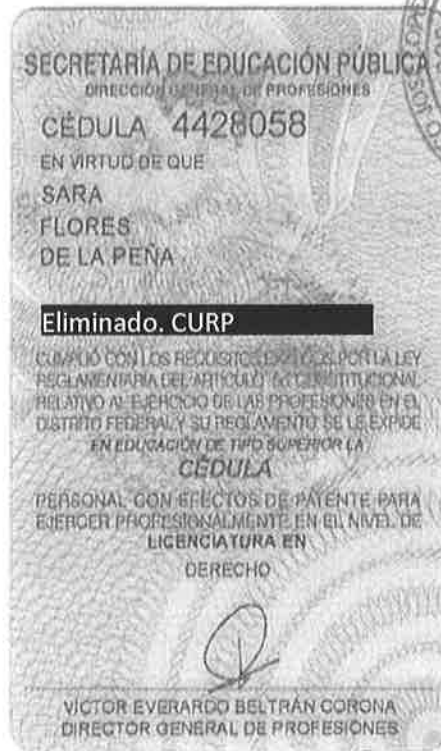 SECRETARÍA DE EDUCACIÓN PÚBLICA
DIRECCIÓN GENERAL DE PROFESIONES
CÉDULA 4428058
EN VIRTUD DE QUE
SARA
FLORES
DE LA PEÑA
Eliminado. CURP
CUMPLIÓ CON LOS REQUISITOS EXIGIDOS POR LA LEY
REGLAMENTARIA DEL ARTÍCULO 5o CONSTITUCIONAL
RELATIVO AL EJERCICIO DE LAS PROFESIONES EN EL
DISTRITO FEDERAL Y SU REGLAMENTO SE LE EXPIDE
EN EDUCACIÓN DE TIPO SUPERIOR LA
CÉDULA
PERSONAL CON EFECTOS DE PATENTE PARA
EJERCER PROFESIONALMENTE EN EL NIVEL DE
LICENCIATURA EN
DERECHO
VICTOR EVERARDO BELTRÁN CORONA
DIRECTOR GENERAL DE PROFESIONES